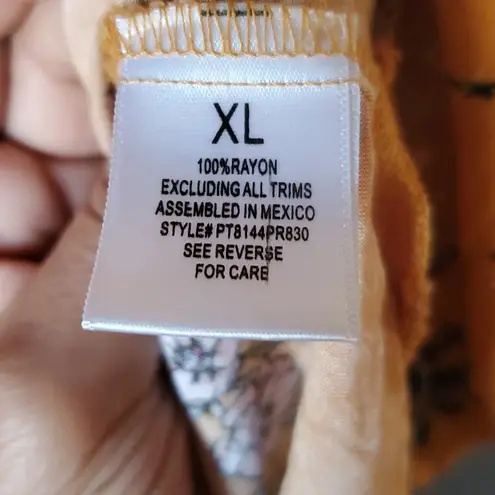 XL
100%RAYON
EXCLUDING ALL TRIMS
ASSEMBLED IN MEXICO
STYLE# PT8144PR830
SEE REVERSE
FOR CARE